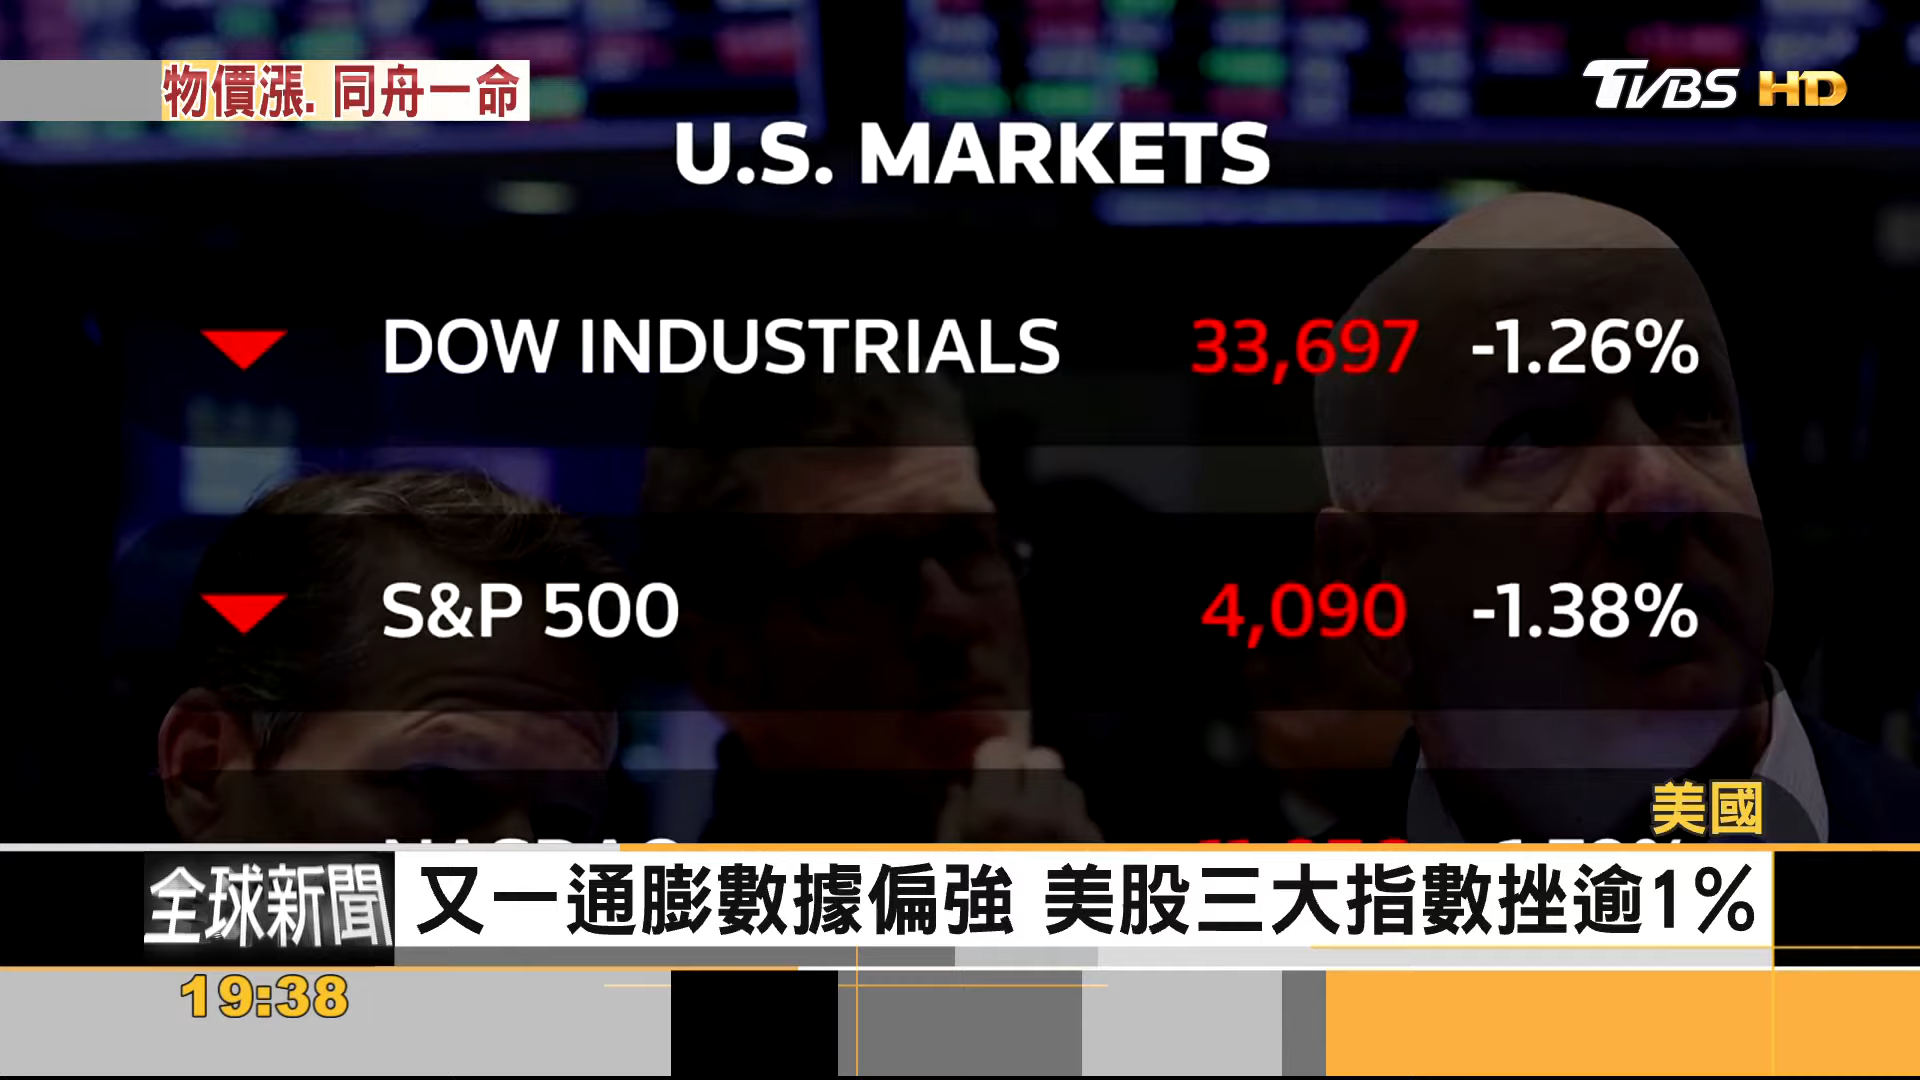 物價漲. 同舟一命
TVBS HD
U.S. MARKETS
DOW INDUSTRIALS 33,697 -1.26%
S&P 500 4,090 -1.38%
NASDAQ
美國
全球新聞
又一通膨數據偏強 美股三大指數挫逾1%
19:38